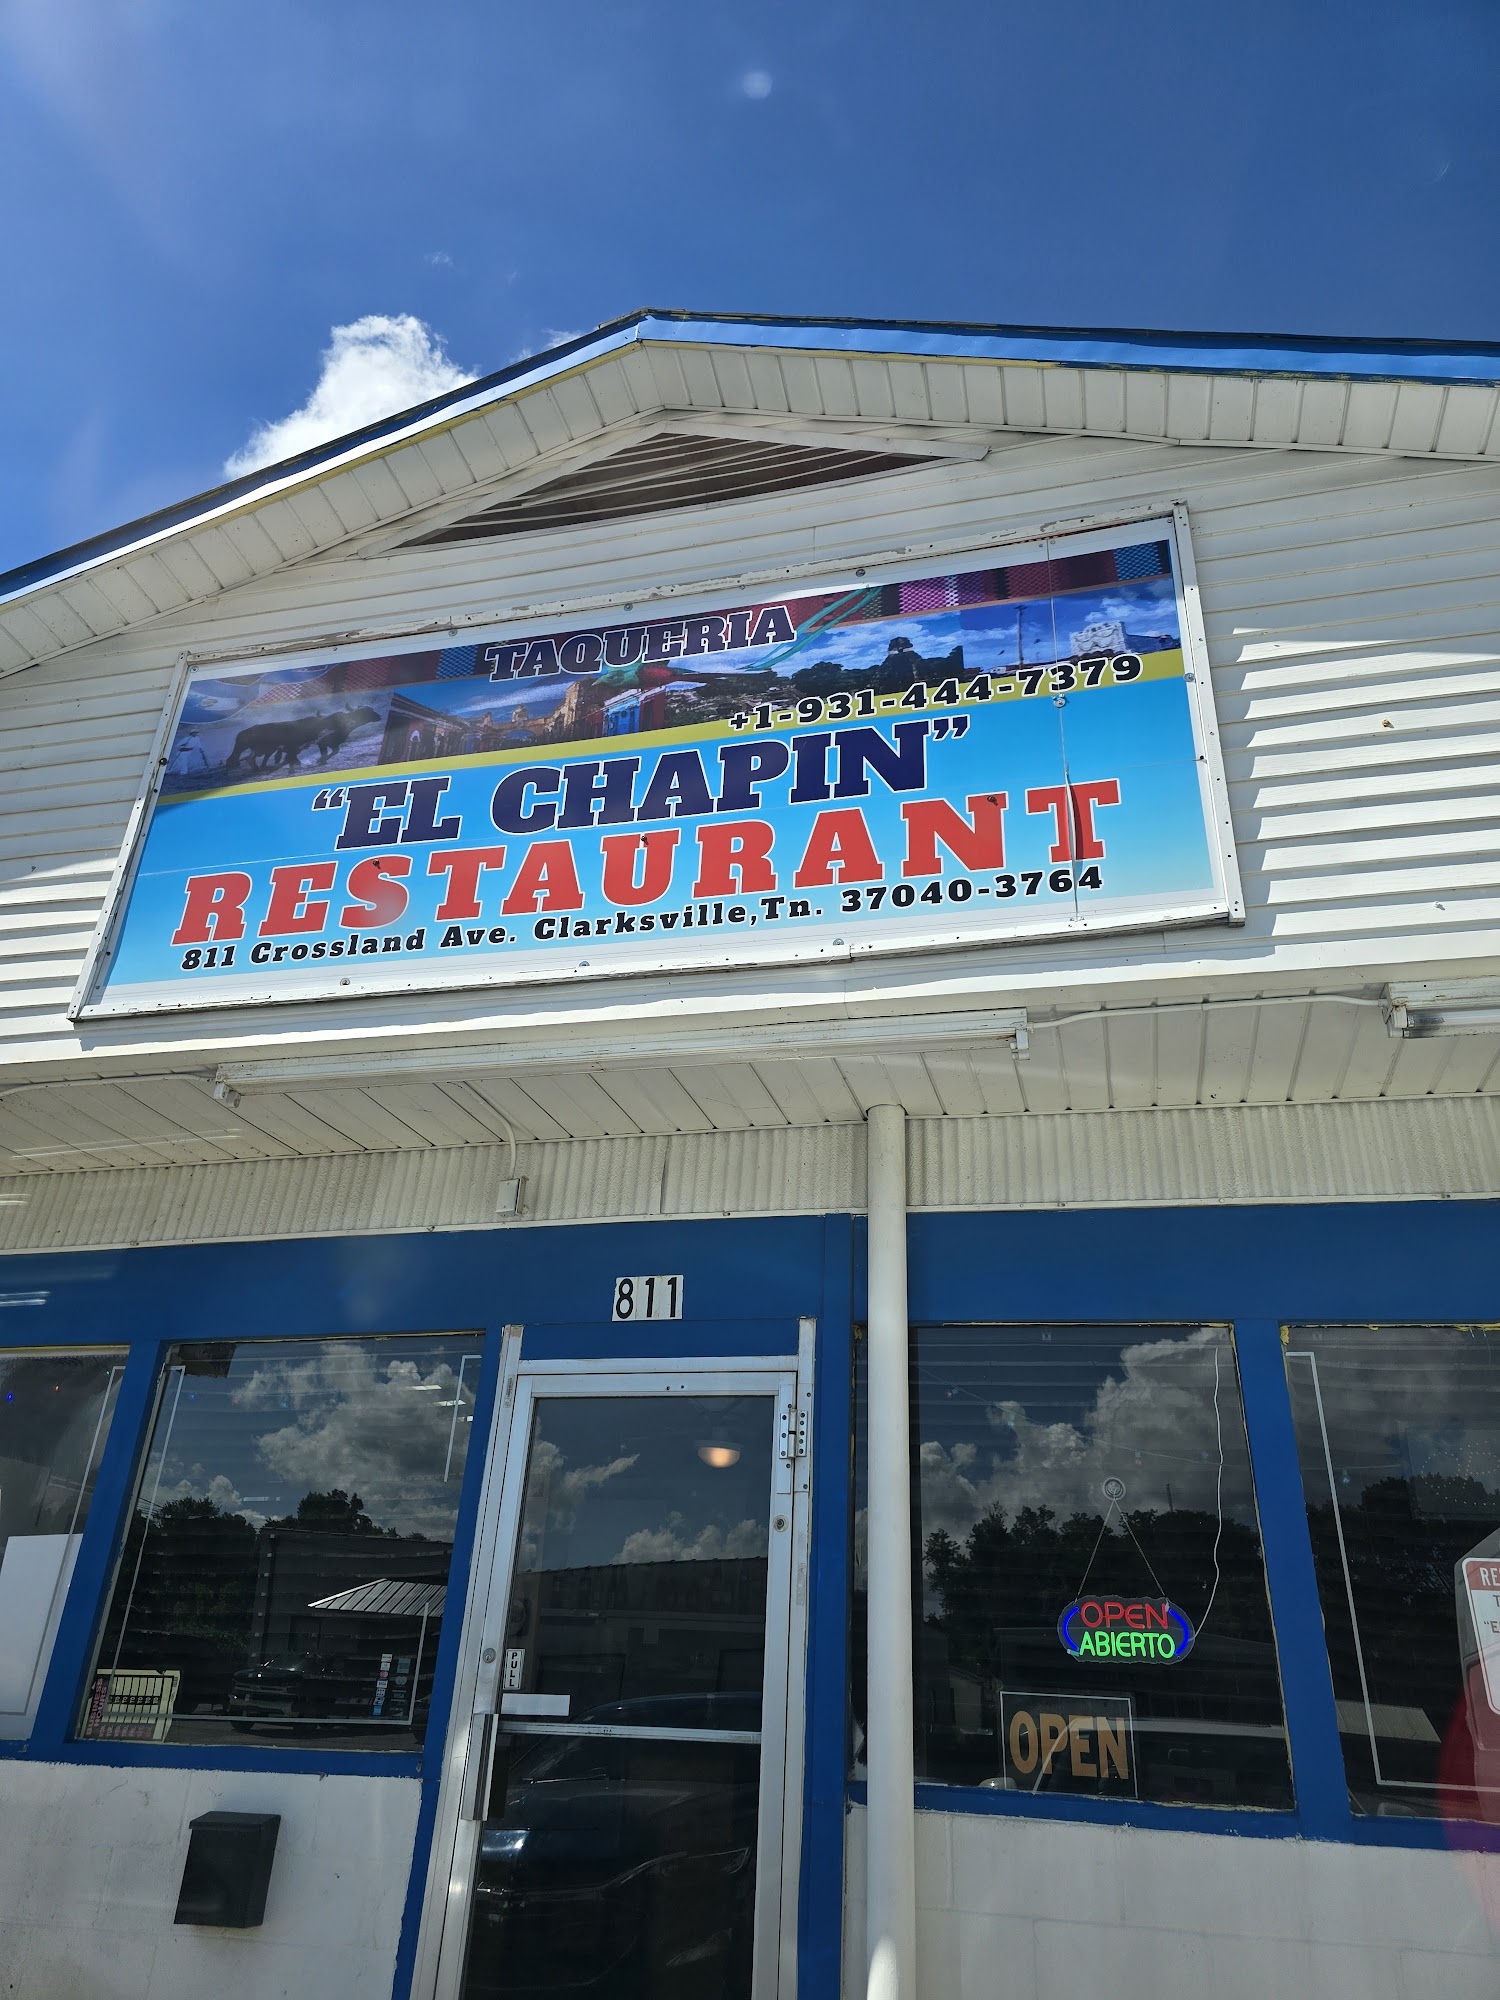 TAQUERIA
+1-931-444-7379
“EL CHAPIN”
RESTAURANT
811 Crossland Ave. Clarksville,Tn. 37040-3764
811
PULL
OPEN
ABIERTO
OPEN